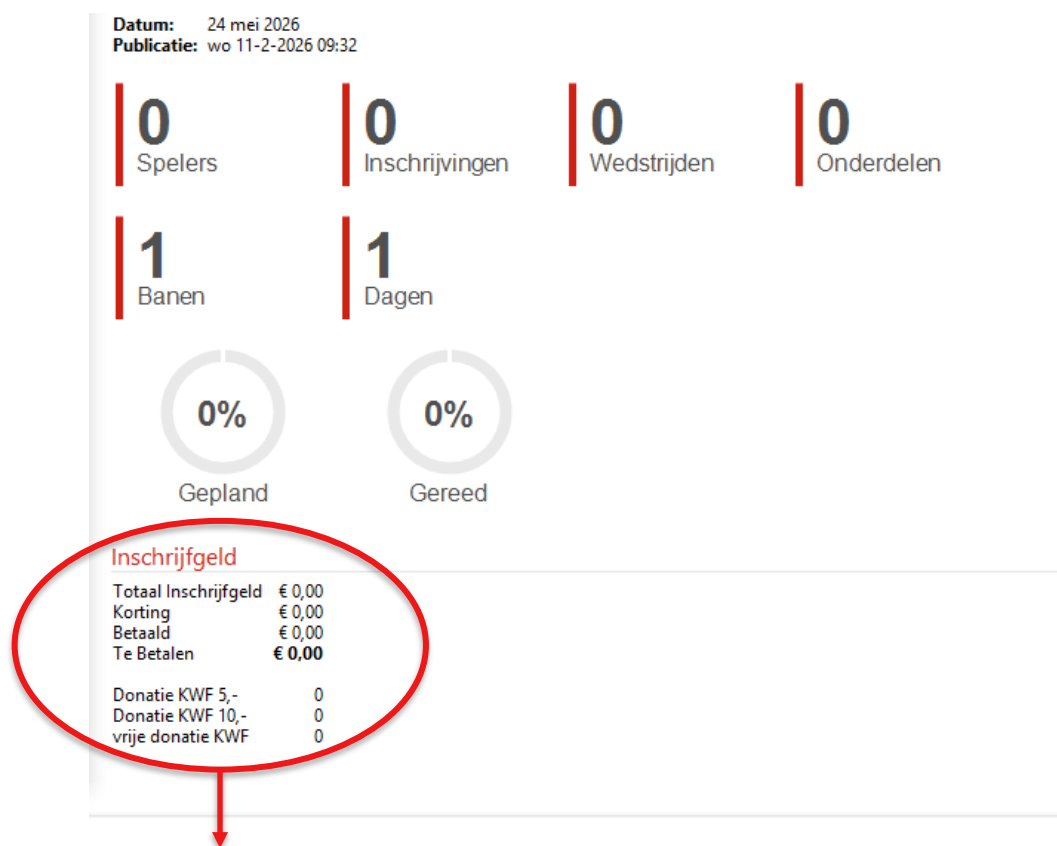 Datum: 24 mei 2026
Publicatie: wo 11-2-2026 09:32
0 0 0 0
Spelers Inschrijvingen Wedstrijden Onderdelen
1 1
Banen Dagen
0% 0%
Gepland Gereed
Inschrijfgeld
Totaal Inschrijfgeld € 0,00
Korting € 0,00
Betaald € 0,00
Te Betalen € 0,00
Donatie KWF 5,- 0
Donatie KWF 10,- 0
vrije donatie KWF 0